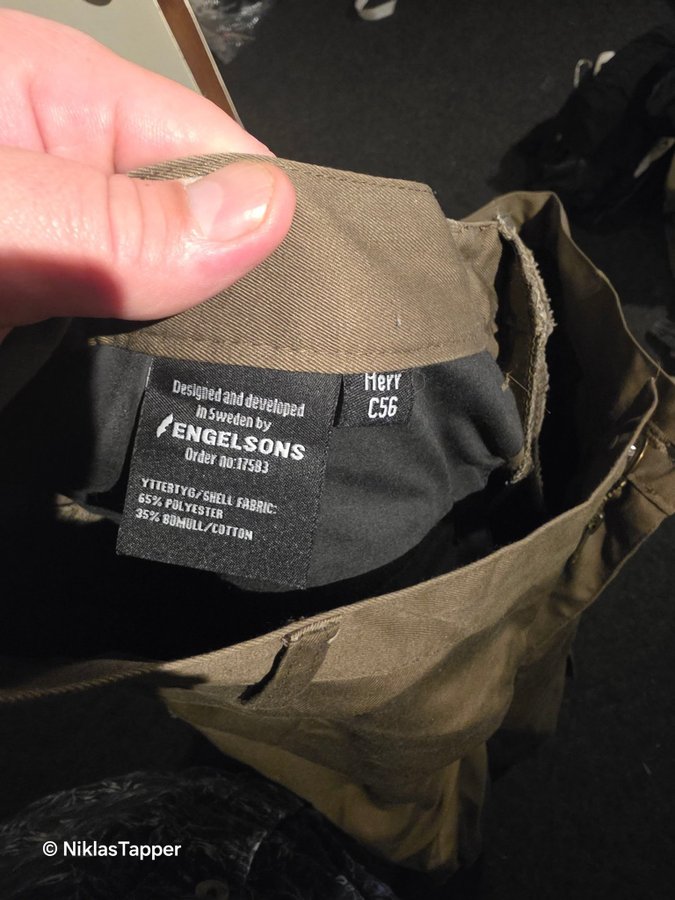 Designed and developed
in Sweden by
ENGELSONS
Order no:17583
YTTERTYG/SHELL FABRIC:
65% POLYESTER
35% BOMULL/COTTON
Herr
C56
© NiklasTapper